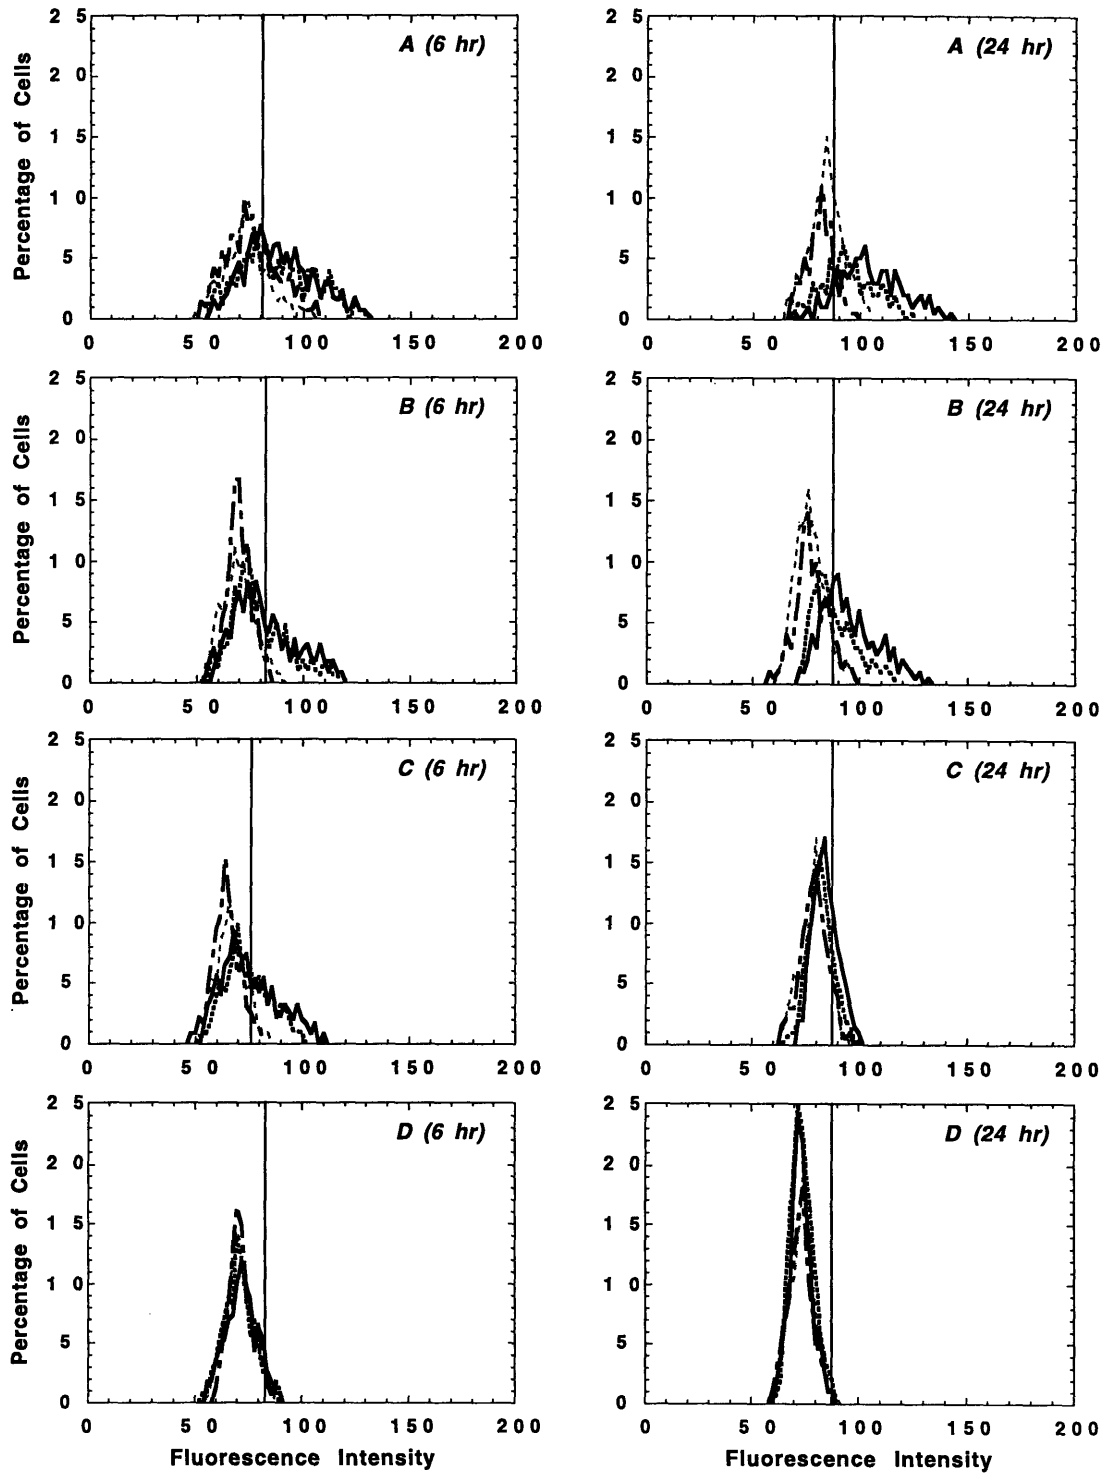 Percentage of Cells
2 5
2 0
1 5
1 0
5
0
A (6 hr)
0 5 0 100 150 200
2 5
2 0
1 5
1 0
5
0
A (24 hr)
0 5 0 100 150 200
Percentage of Cells
2 5
2 0
1 5
1 0
5
0
B (6 hr)
0 5 0 100 150 200
2 5
2 0
1 5
1 0
5
0
B (24 hr)
0 5 0 100 150 200
Percentage of Cells
2 5
2 0
1 5
1 0
5
0
C (6 hr)
0 5 0 100 150 200
2 5
2 0
1 5
1 0
5
0
C (24 hr)
0 5 0 100 150 200
Percentage of Cells
2 5
2 0
1 5
1 0
5
0
D (6 hr)
0 5 0 100 150 200
Fluorescence Intensity
2 5
2 0
1 5
1 0
5
0
D (24 hr)
0 5 0 100 150 200
Fluorescence Intensity